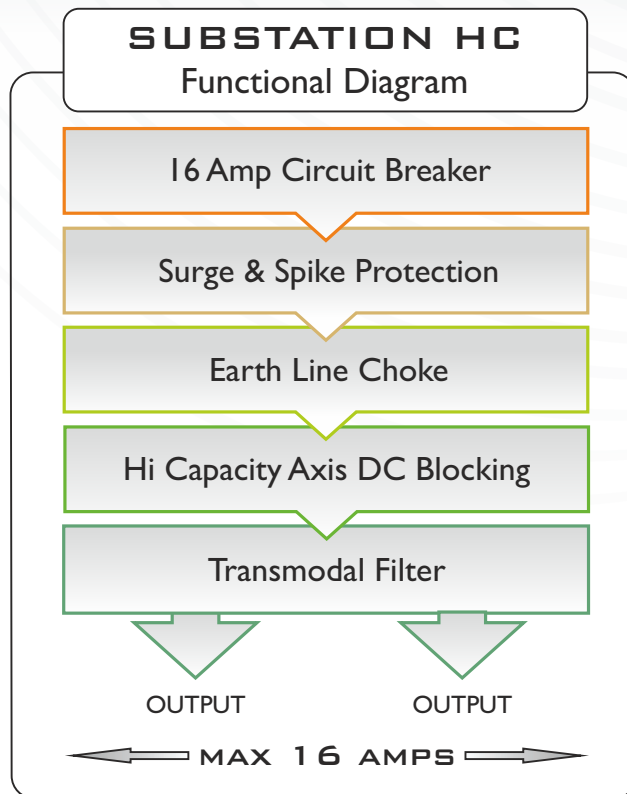 SUBSTATION HC
Functional Diagram
16 Amp Circuit Breaker
Surge & Spike Protection
Earth Line Choke
Hi Capacity Axis DC Blocking
Transmodal Filter
OUTPUT
OUTPUT
MAX 16 AMPS